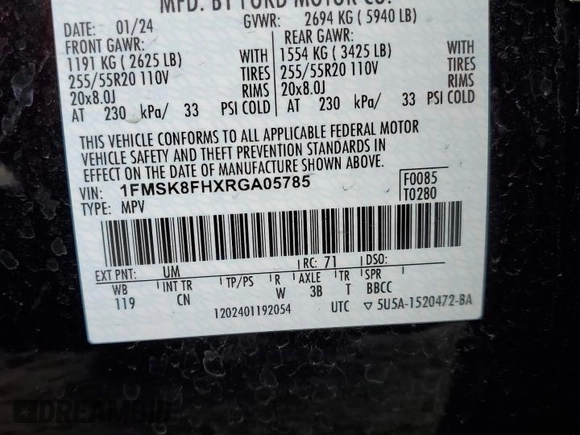 MFD. BY FORD MOTOR CO.
DATE: 01/24 GVWR: 2694 KG ( 5940 LB)
FRONT GAWR: REAR GAWR:
1191 KG ( 2625 LB) WITH 1554 KG ( 3425 LB) WITH
255/55R20 110V TIRES 255/55R20 110V TIRES
20x8.0J RIMS 20x8.0J RIMS
AT 230 kPa/ 33 PSI COLD AT 230 kPa/ 33 PSI COLD
THIS VEHICLE CONFORMS TO ALL APPLICABLE FEDERAL MOTOR
VEHICLE SAFETY AND THEFT PREVENTION STANDARDS IN
EFFECT ON THE DATE OF MANUFACTURE SHOWN ABOVE.
VIN: 1FMSK8FHXRGA05785 F0085
TYPE: MPV T0280
EXT PNT: UM RC: 71 DSO:
WB INT TR TP/PS R AXLE TR SPR
119 CN W 3B T BBCC
1202401192054 UTC ▽ 5U5A-1520472-BA
DREAMBID